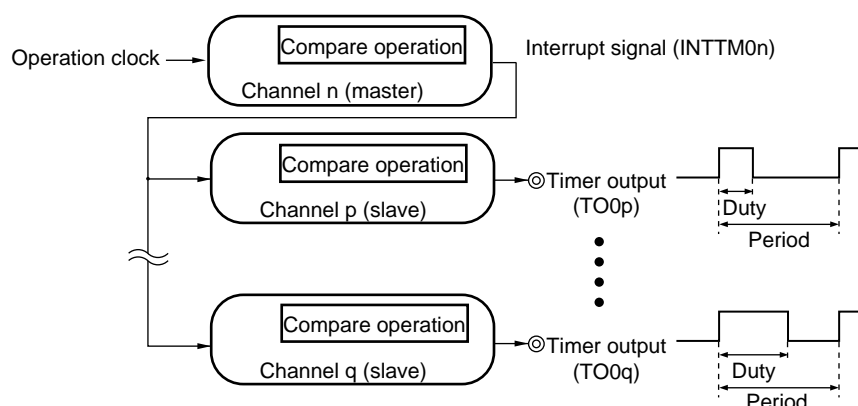 Compare operation
Operation clock
Interrupt signal (INTTM0n)
Channel n (master)
Compare operation
Timer output
(TO0p)
Channel p (slave)
Duty
Period
Compare operation
Timer output
(TO0q)
Channel q (slave)
Duty
Period